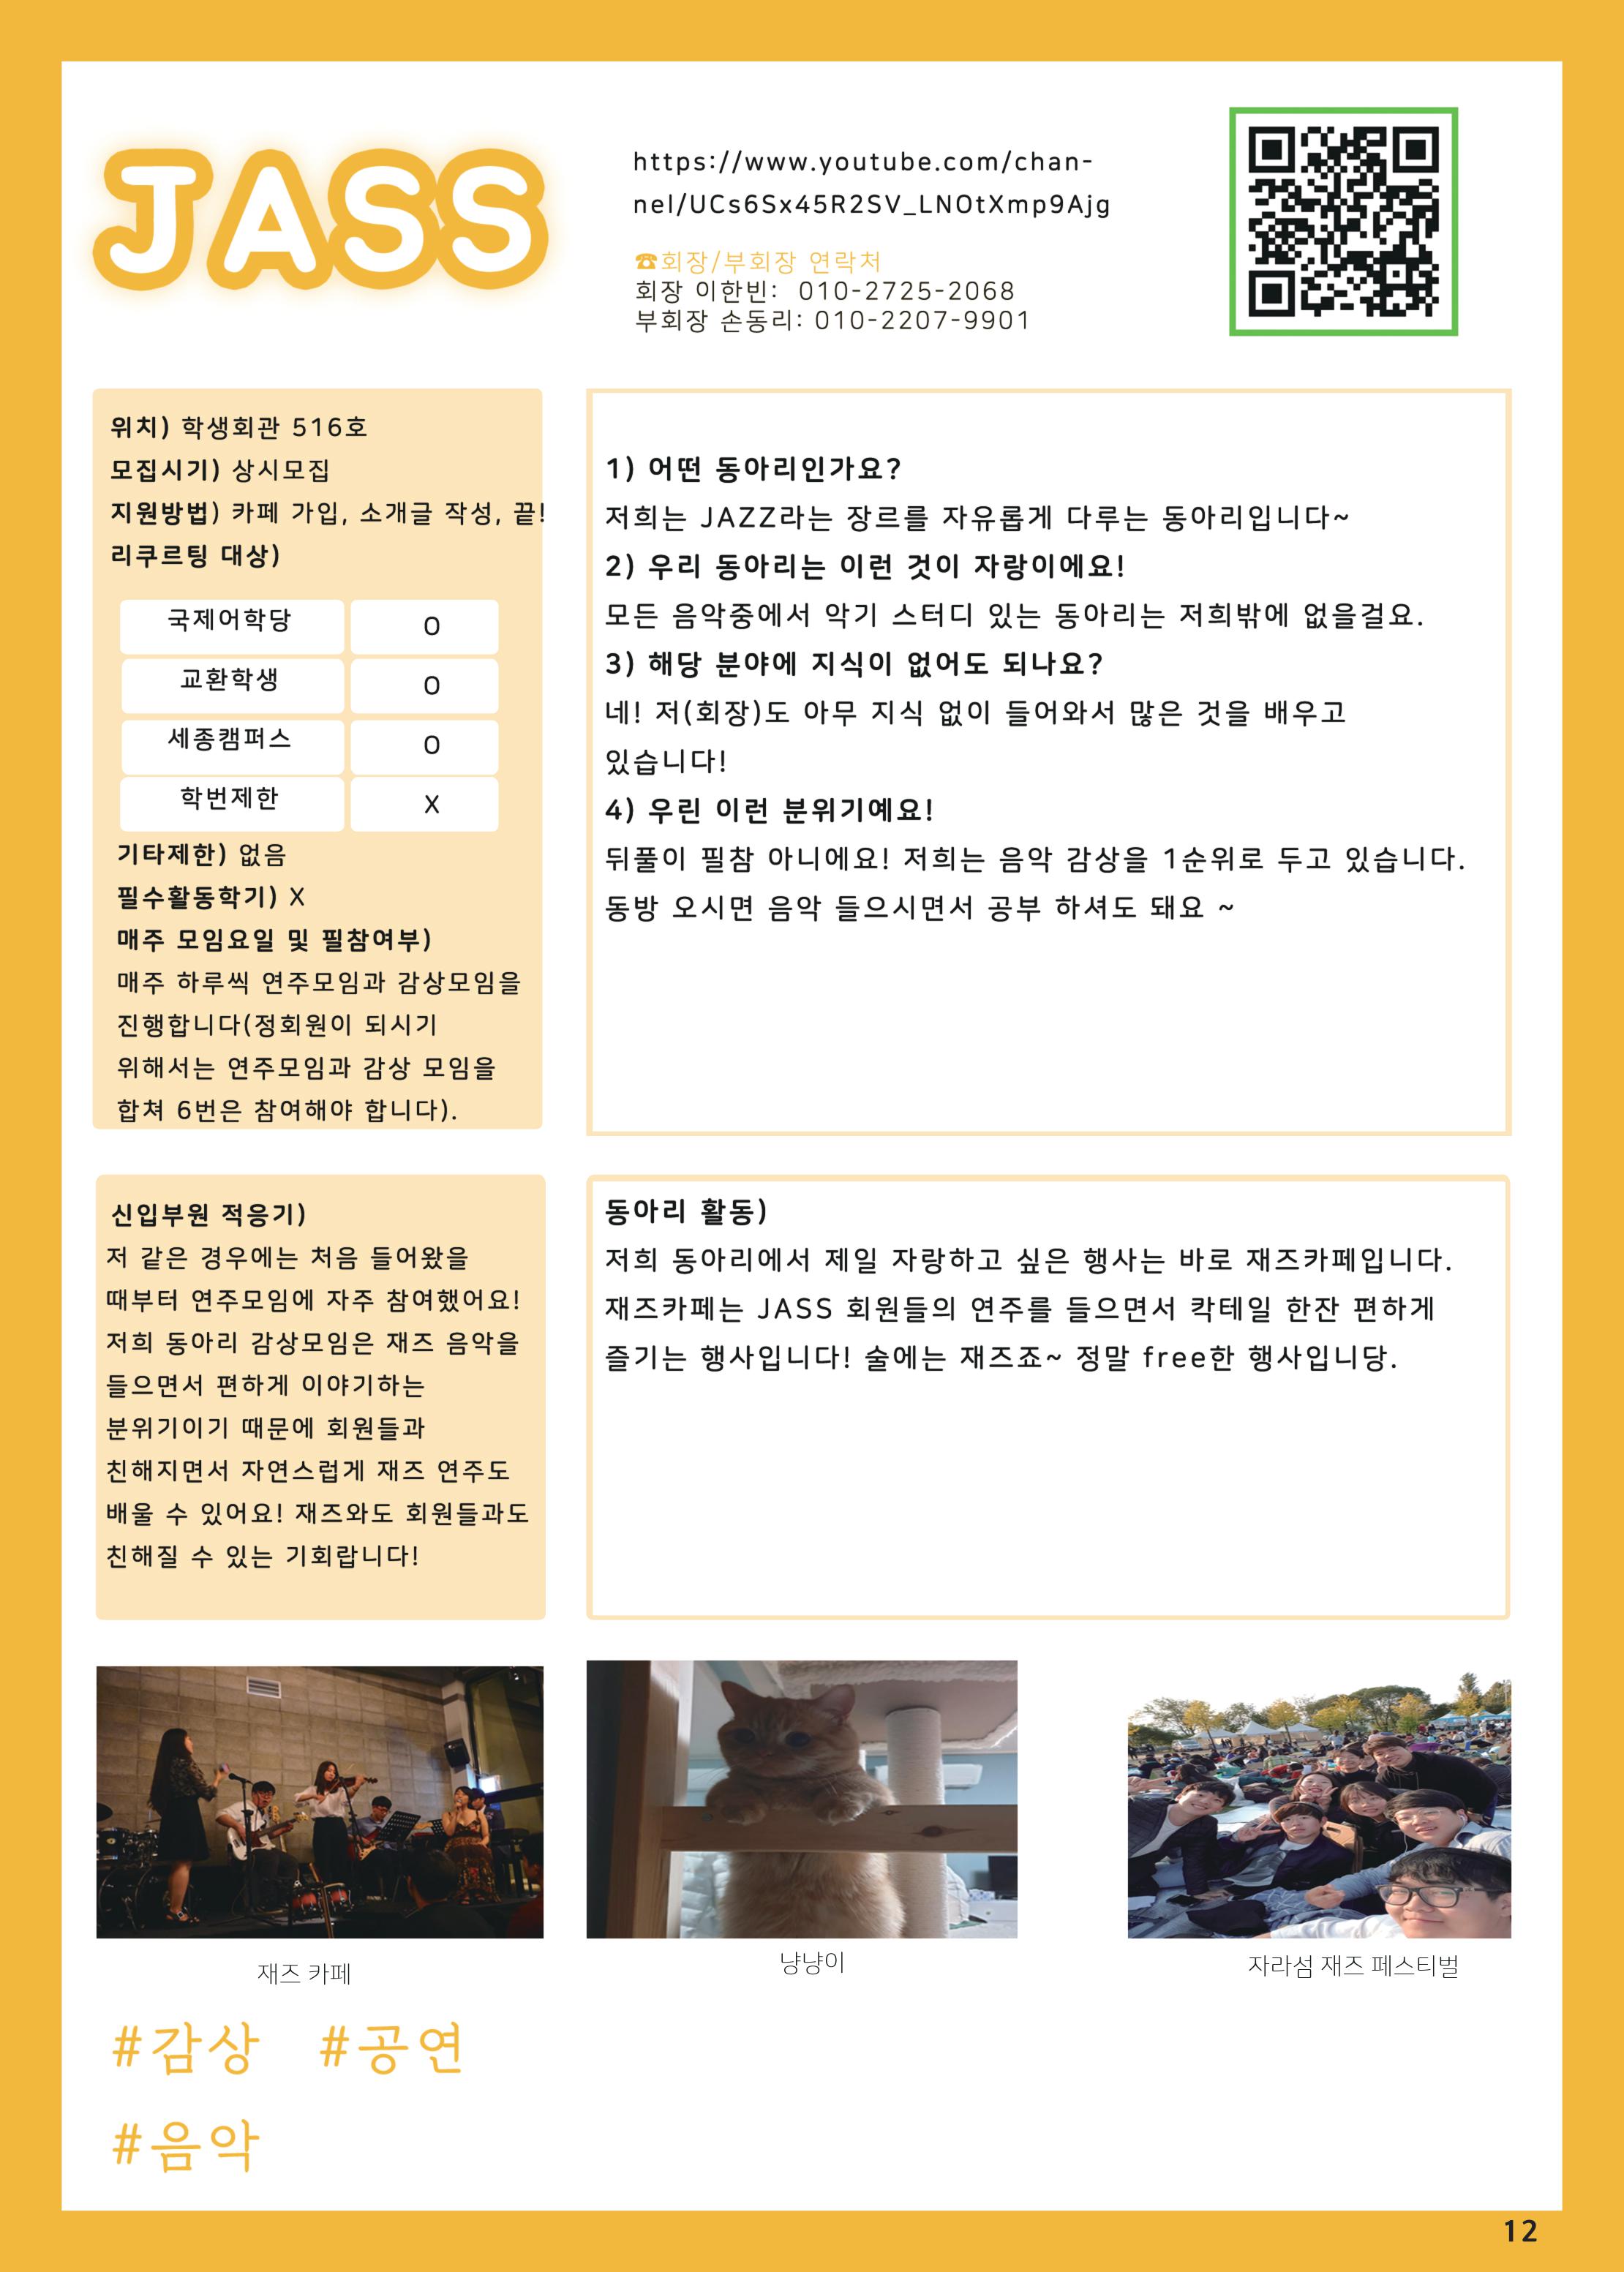 JASS
https://www.youtube.com/chan-
nel/UCs6Sx45R2SV_LNOtXmp9Ajg
☎회장/부회장 연락처
회장 이한빈: 010-2725-2068
부회장 손동리: 010-2207-9901
위치) 학생회관 516호
모집시기) 상시모집
지원방법) 카페 가입, 소개글 작성, 끝!
리쿠르팅 대상)
국제어학당 O
교환학생 O
세종캠퍼스 O
학번제한 X
기타제한) 없음
필수활동학기) X
매주 모임요일 및 필참여부)
매주 하루씩 연주모임과 감상모임을
진행합니다(정회원이 되시기
위해서는 연주모임과 감상 모임을
합쳐 6번은 참여해야 합니다).
1) 어떤 동아리인가요?
저희는 JAZZ라는 장르를 자유롭게 다루는 동아리입니다~
2) 우리 동아리는 이런 것이 자랑이에요!
모든 음악중에서 악기 스터디 있는 동아리는 저희밖에 없을걸요.
3) 해당 분야에 지식이 없어도 되나요?
네! 저(회장)도 아무 지식 없이 들어와서 많은 것을 배우고
있습니다!
4) 우린 이런 분위기예요!
뒤풀이 필참 아니에요! 저희는 음악 감상을 1순위로 두고 있습니다.
동방 오시면 음악 들으시면서 공부 하셔도 돼요 ~
신입부원 적응기)
저 같은 경우에는 처음 들어왔을
때부터 연주모임에 자주 참여했어요!
저희 동아리 감상모임은 재즈 음악을
들으면서 편하게 이야기하는
분위기이기 때문에 회원들과
친해지면서 자연스럽게 재즈 연주도
배울 수 있어요! 재즈와도 회원들과도
친해질 수 있는 기회랍니다!
동아리 활동)
저희 동아리에서 제일 자랑하고 싶은 행사는 바로 재즈카페입니다.
재즈카페는 JASS 회원들의 연주를 들으면서 칵테일 한잔 편하게
즐기는 행사입니다! 술에는 재즈죠~ 정말 free한 행사입니당.
재즈 카페
냥냥이
자라섬 재즈 페스티벌
#감상 #공연
#음악
12